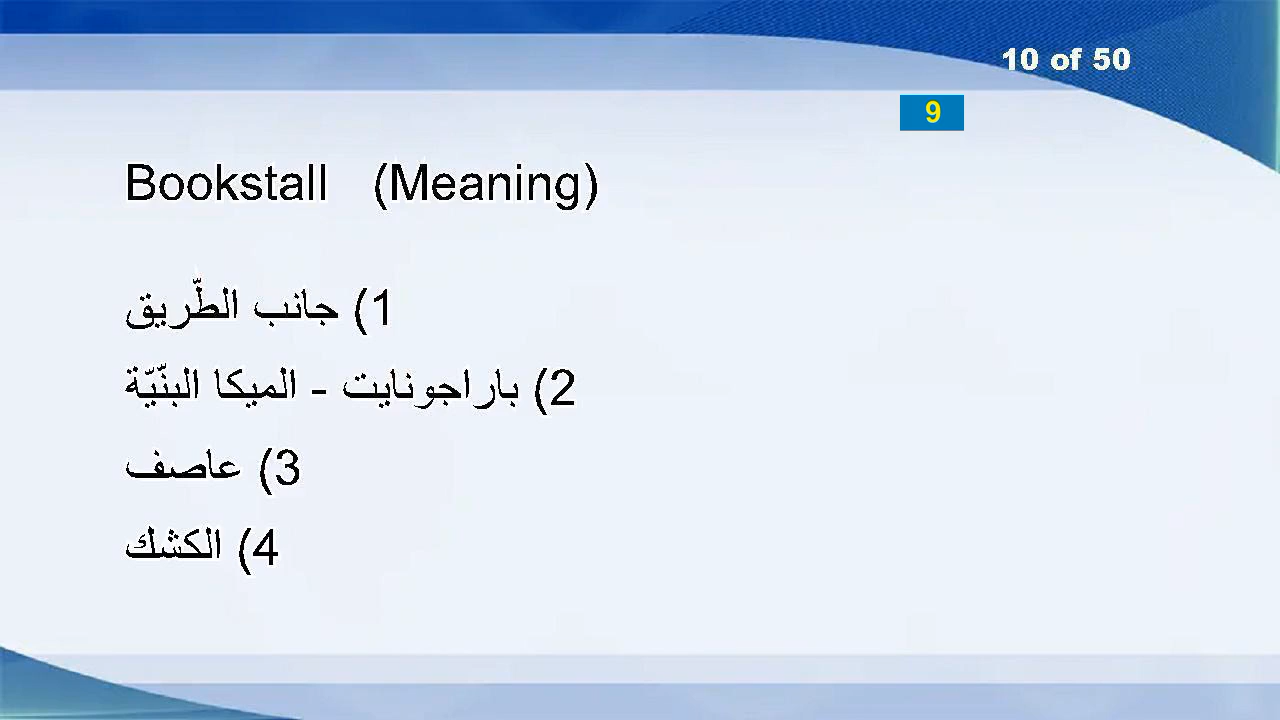 10 of 50
9
Bookstall (Meaning)
1) جانب الطّريق
2) باراجونايت - الميكا البنّيّة
3) عاصف
4) الكشك